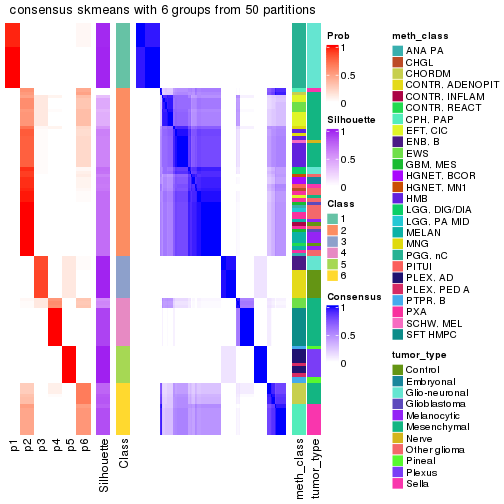 consensus skmeans with 6 groups from 50 partitions
Prob
1
0.5
0
Silhouette
1
0.5
0
Class
1
2
3
4
5
6
Consensus
1
0.5
0
meth_class
ANA PA
CHGL
CHORDM
CONTR. ADENOPIT
CONTR. INFLAM
CONTR. REACT
CPH. PAP
EFT. CIC
ENB. B
EWS
GBM. MES
HGNET. BCOR
HGNET. MN1
HMB
LGG. DIG/DIA
LGG. PA MID
MELAN
MNG
PGG. nC
PITUI
PLEX. AD
PLEX. PED A
PTPR. B
PXA
SCHW. MEL
SFT HMPC
tumor_type
Control
Embryonal
Glio-neuronal
Glioblastoma
Melanocytic
Mesenchymal
Nerve
Other glioma
Pineal
Plexus
Sella
p1
p2
p3
p4
p5
p6
Silhouette
Class
meth_class
tumor_type